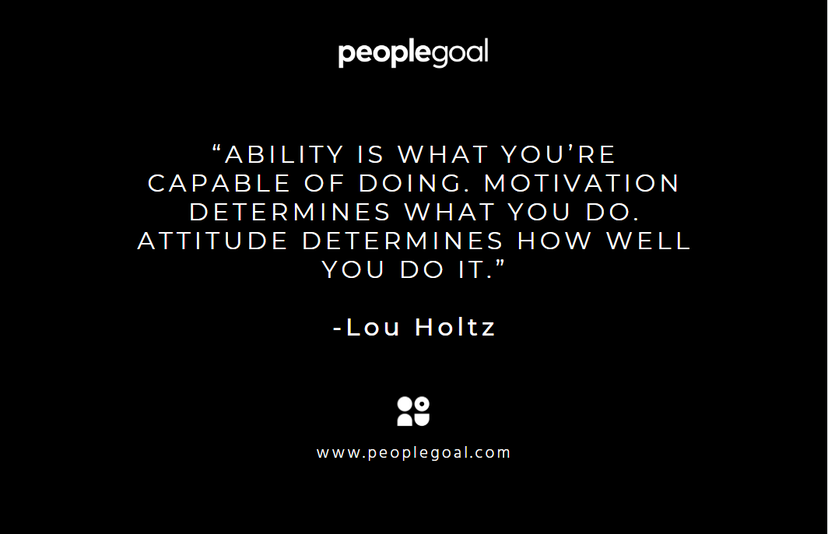 peoplegoal
“ABILITY IS WHAT YOU’RE
CAPABLE OF DOING. MOTIVATION
DETERMINES WHAT YOU DO.
ATTITUDE DETERMINES HOW WELL
YOU DO IT.”
-Lou Holtz
www.peoplegoal.com